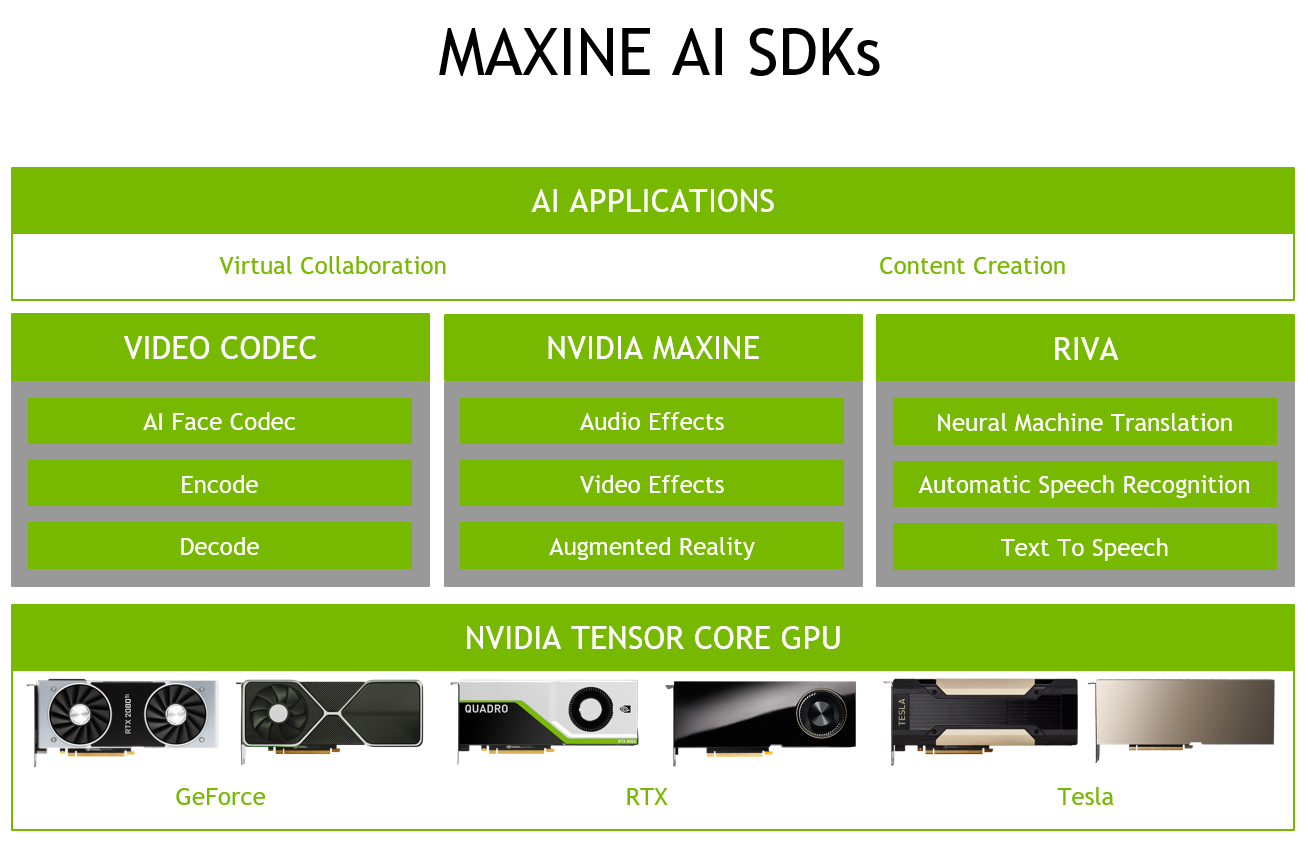 MAXINE AI SDKs
AI APPLICATIONS
Virtual Collaboration
Content Creation
VIDEO CODEC
AI Face Codec
Encode
Decode
NVIDIA MAXINE
Audio Effects
Video Effects
Augmented Reality
RIVA
Neural Machine Translation
Automatic Speech Recognition
Text To Speech
NVIDIA TENSOR CORE GPU
RTX 2080 Ti
QUADRO
TESLA
GeForce
RTX
Tesla